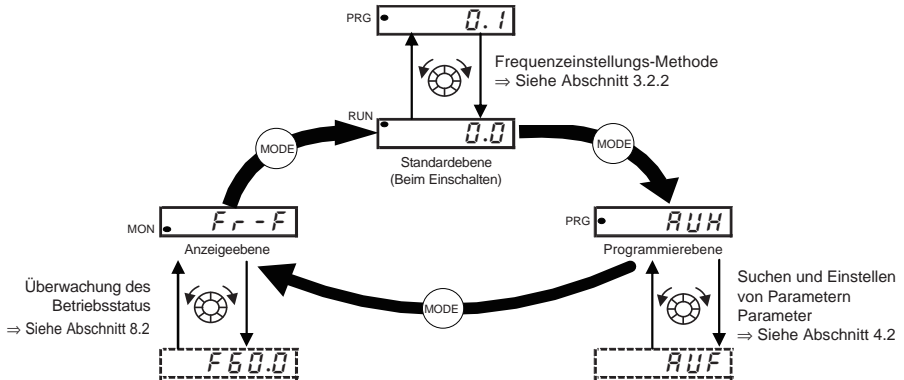 PRG
0.1
Frequenzeinstellungs-Methode
⇒ Siehe Abschnitt 3.2.2
RUN
0.0
MODE
MODE
Standardebene
(Beim Einschalten)
MON
Fr-F
PRG
AUH
Anzeigeebene
Programmierebene
Überwachung des
Betriebsstatus
⇒ Siehe Abschnitt 8.2
MODE
Suchen und Einstellen
von Parametern
Parameter
⇒ Siehe Abschnitt 4.2
F60.0
AUF